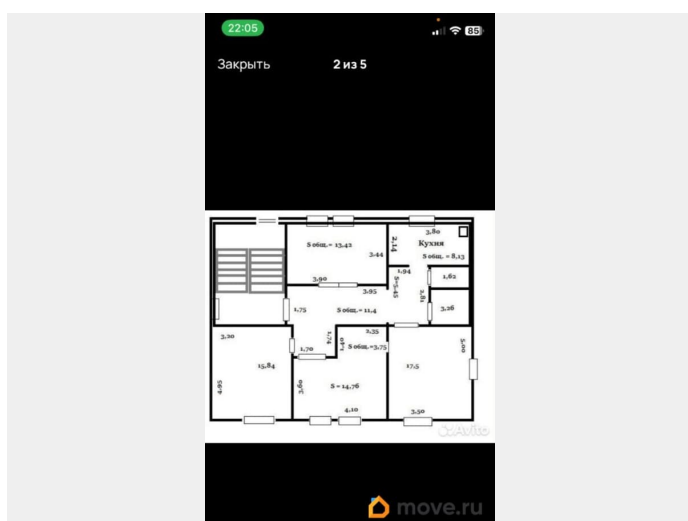 22:05
85
Закрыть
2 из 5
3,80
Кухня
S общ. = 8,13
2,14
S общ. = 13,42
3.44
3,90
1,94
1,62
S=5.45
2,81
3,26
3,95
1,75
S общ. = 11,4
1,74
1,70
2,35
1,40
S общ.=3,75
3,20
15,84
4,95
3,60
S = 14,76
4,10
17,5
5,00
3,50
Avito
move.ru